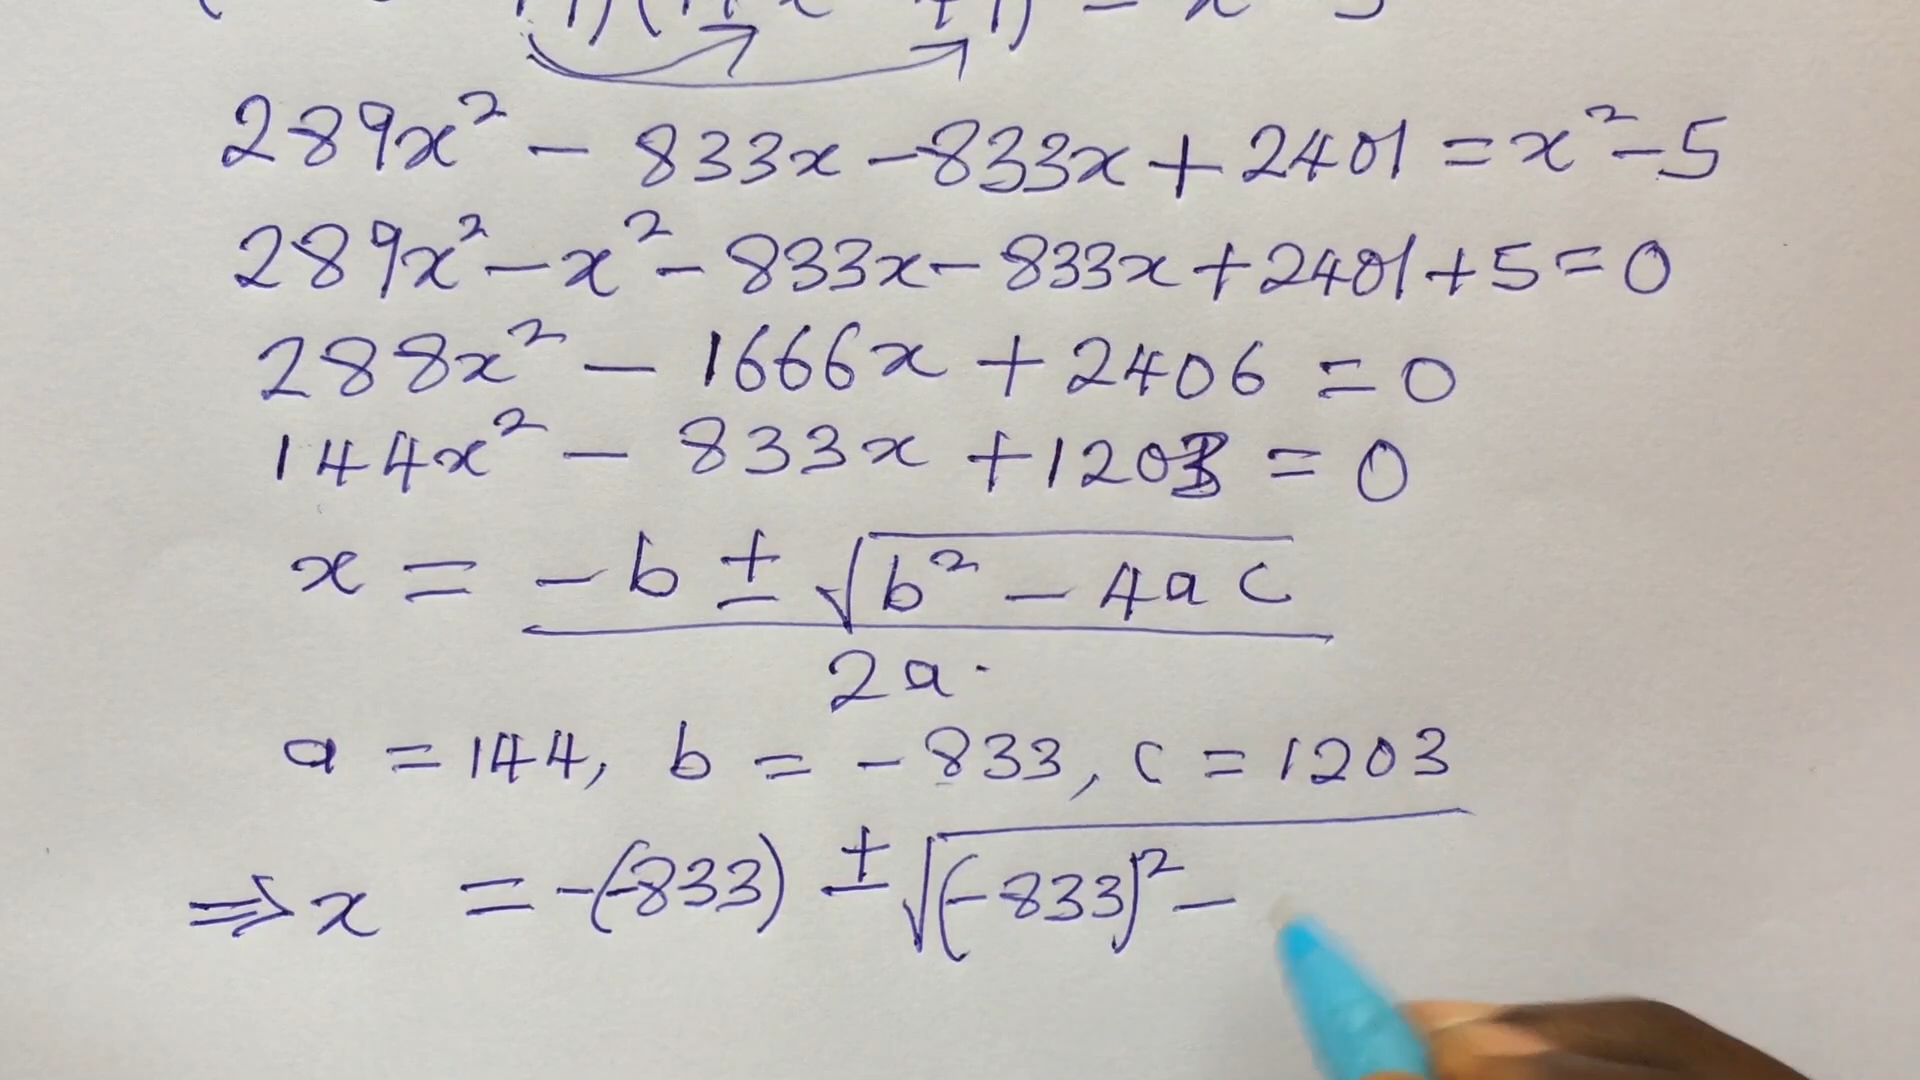 289x² - 833x - 833x + 2401 = x² - 5
289x² - x² - 833x - 833x + 2401 + 5 = 0
288x² - 1666x + 2406 = 0
144x² - 833x + 1203 = 0
x = (-b ± √(b² - 4ac)) / 2a.
a = 144, b = -833, c = 1203
⇒ x = -(-833) ± √((-833)² -